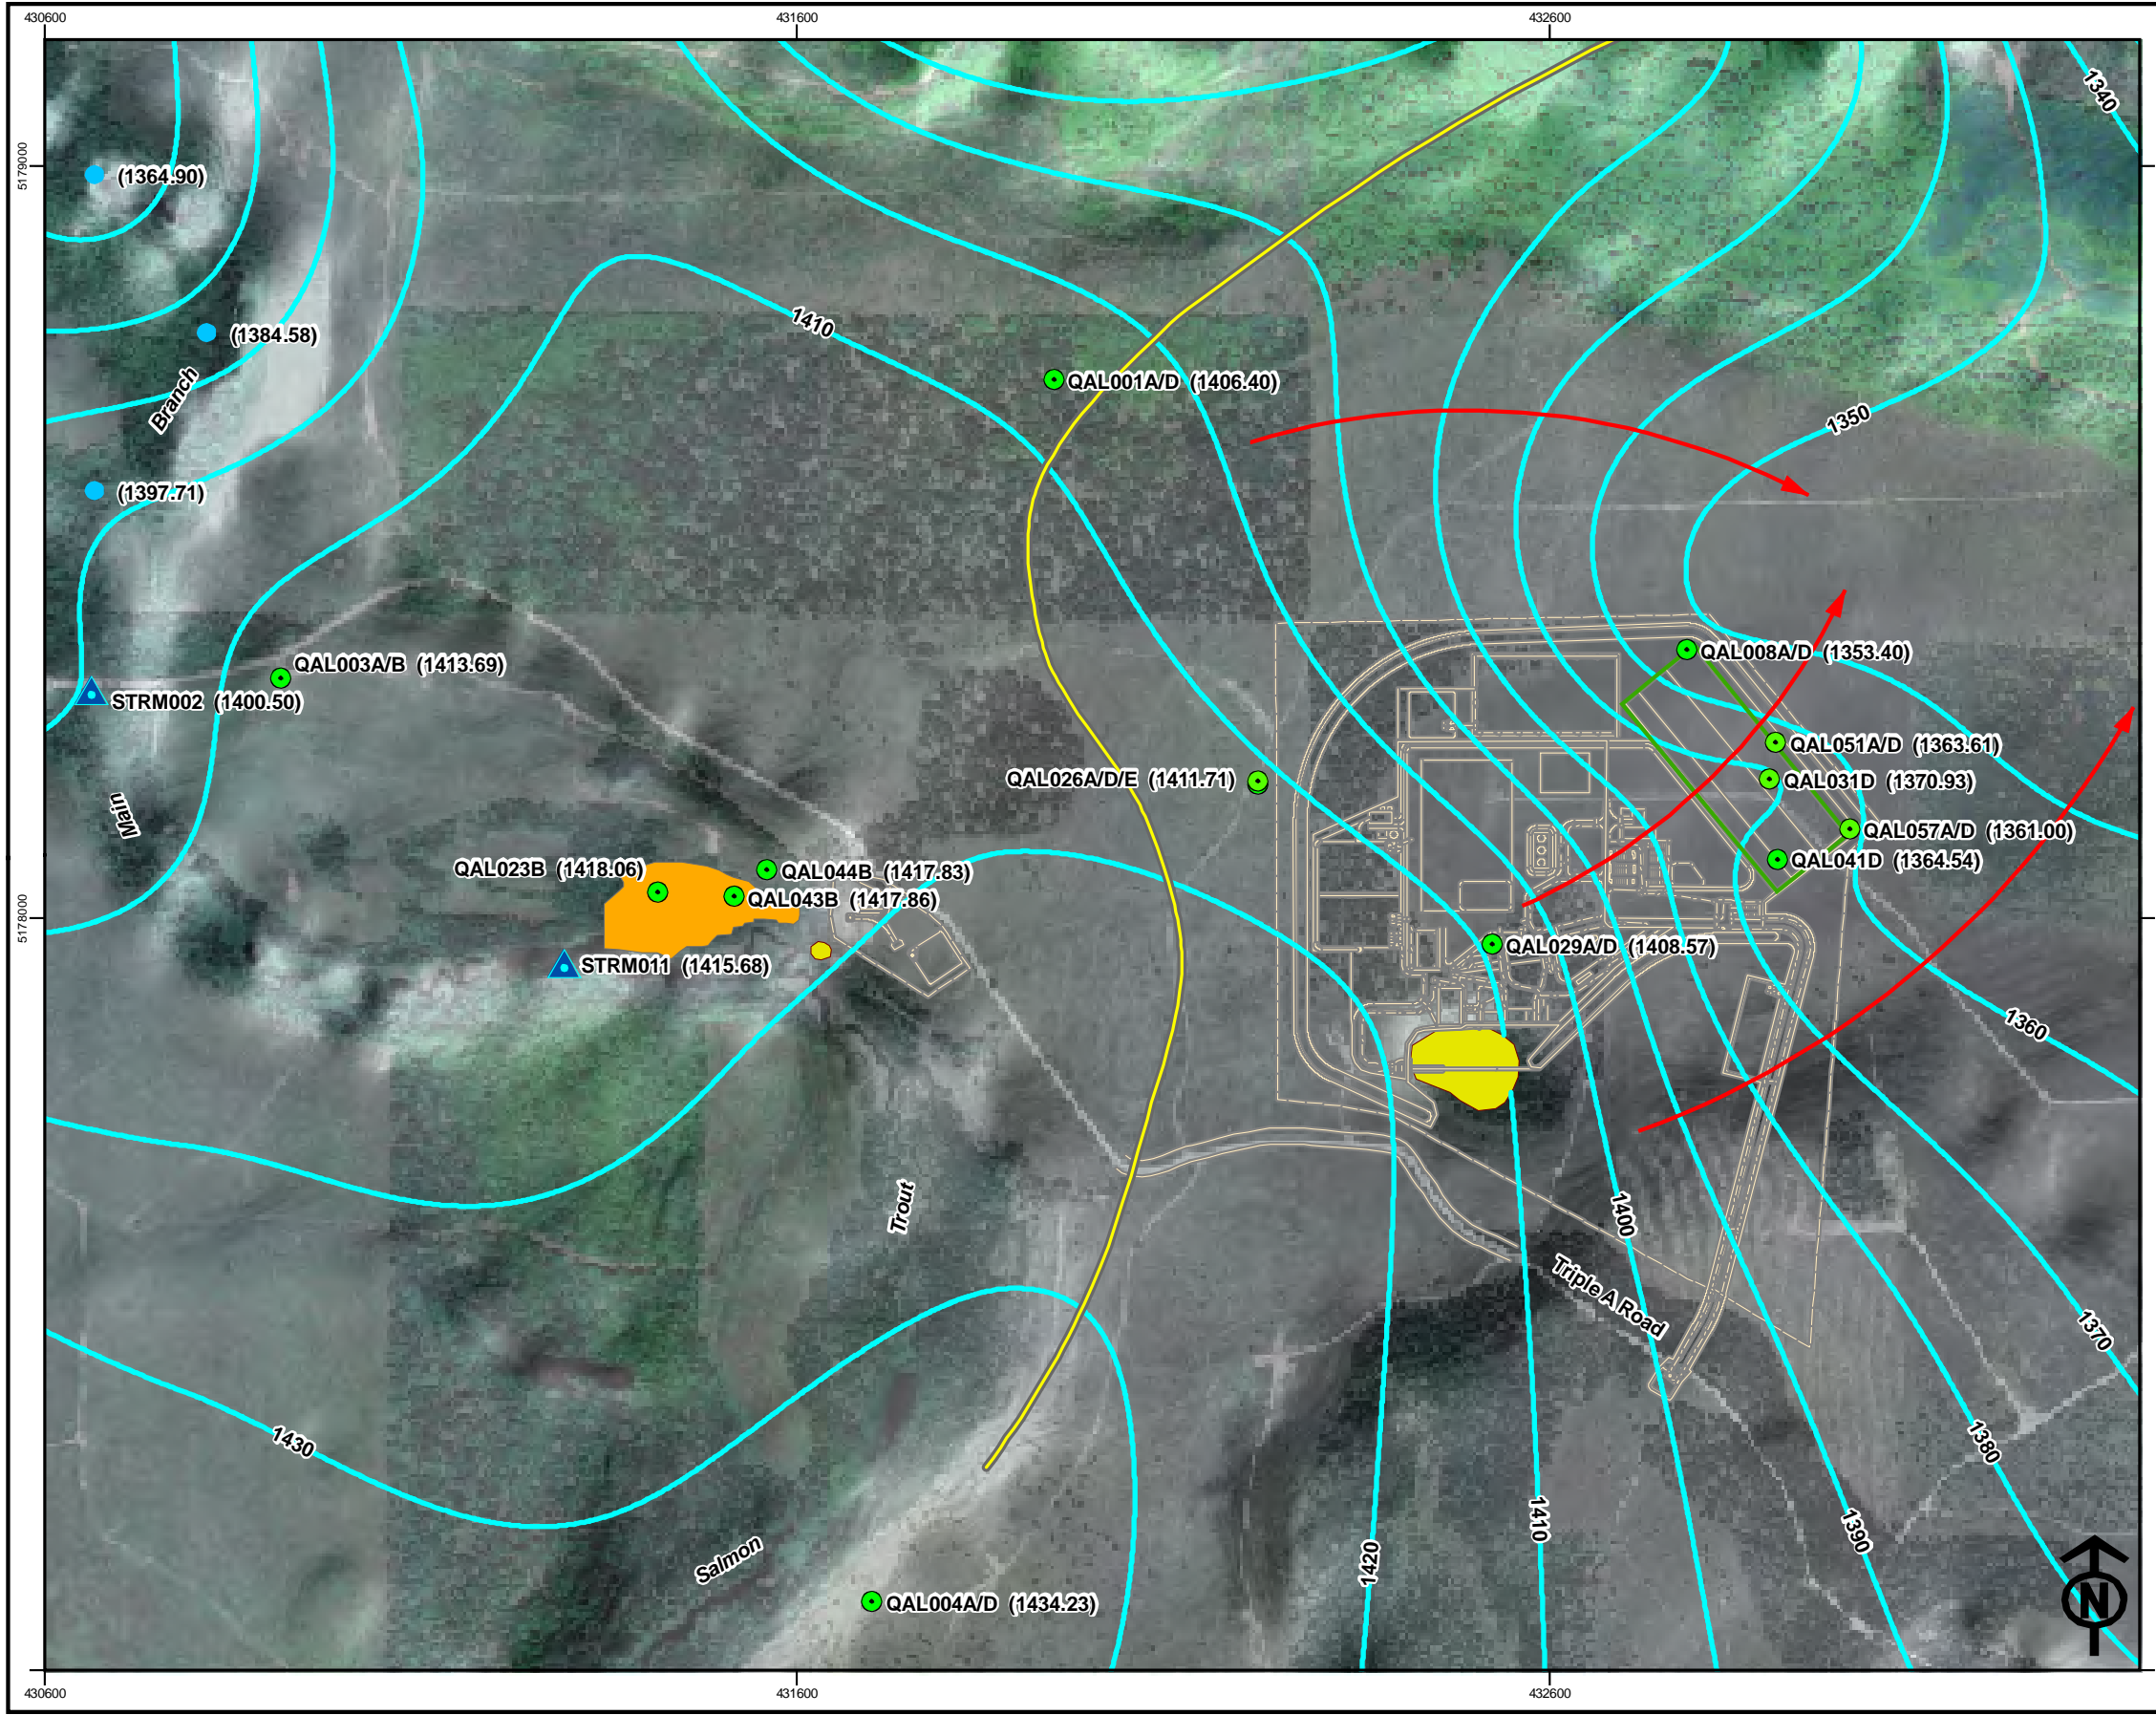 430600
431600
432600
5179000
5178000
1340
(1364.90)
(1384.58)
1410
QAL001A/D (1406.40)
Branch
1350
(1397.71)
QAL003A/B (1413.69)
STRM002 (1400.50)
QAL008A/D (1353.40)
QAL051A/D (1363.61)
QAL026A/D/E (1411.71)
QAL031D (1370.93)
Main
QAL057A/D (1361.00)
QAL041D (1364.54)
QAL023B (1418.06)
QAL044B (1417.83)
QAL043B (1417.86)
QAL029A/D (1408.57)
STRM011 (1415.68)
1360
Trout
1400
Triple A Road
1370
1430
1380
1410
1390
1420
Salmon
QAL004A/D (1434.23)
N
430600
431600
432600